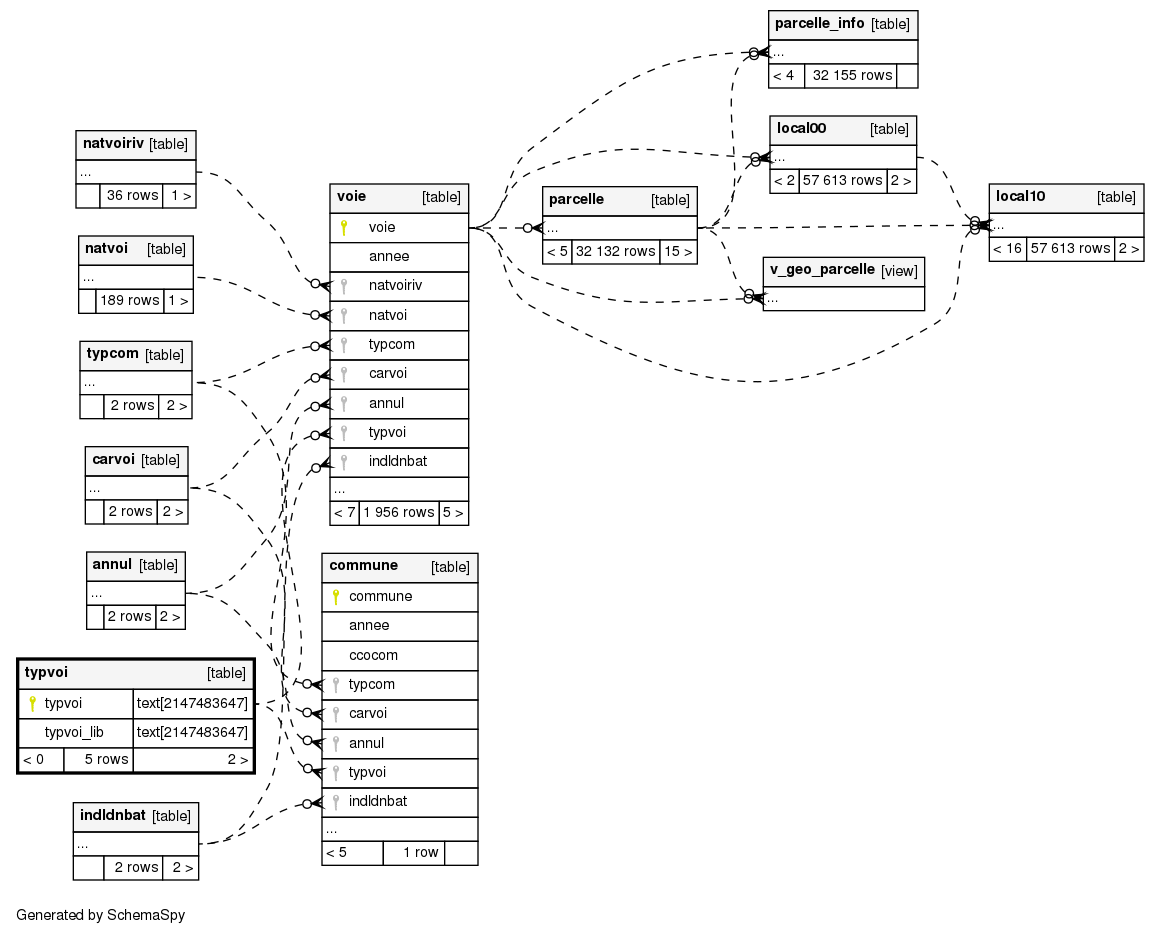 parcelle_info [table]
...
< 4 32 155 rows
local00 [table]
...
< 2 57 613 rows 2 >
natvoiriv [table]
...
36 rows 1 >
voie [table]
voie
annee
natvoiriv
natvoi
typcom
carvoi
annul
typvoi
indldnbat
...
< 7 1 956 rows 5 >
parcelle [table]
...
< 5 32 132 rows 15 >
local10 [table]
...
< 16 57 613 rows 2 >
v_geo_parcelle [view]
...
natvoi [table]
...
189 rows 1 >
typcom [table]
...
2 rows 2 >
carvoi [table]
...
2 rows 2 >
annul [table]
...
2 rows 2 >
commune [table]
commune
annee
ccocom
typcom
carvoi
annul
typvoi
indldnbat
...
< 5 1 row
typvoi [table]
typvoi text[2147483647]
typvoi_lib text[2147483647]
< 0 5 rows 2 >
indldnbat [table]
...
2 rows 2 >
Generated by SchemaSpy